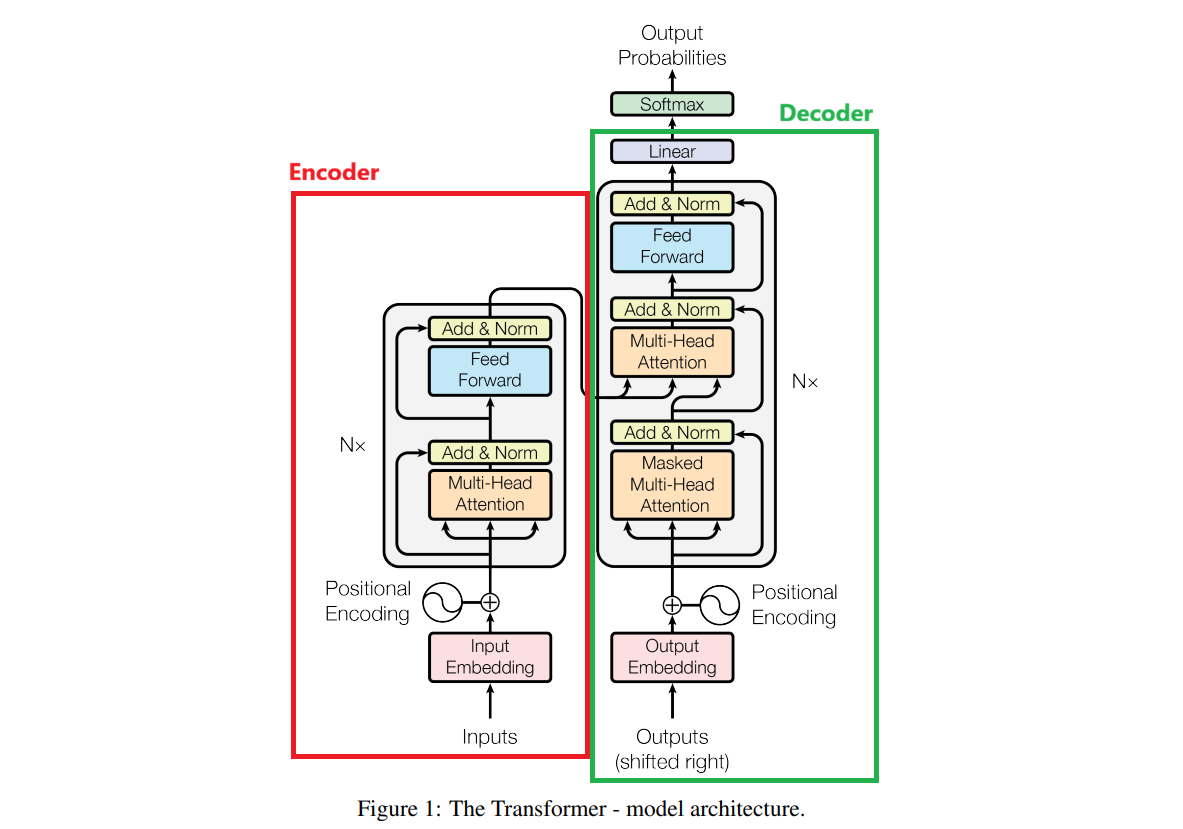 Output
Probabilities
Softmax
Decoder
Linear
Encoder
Add & Norm
Feed
Forward
Add & Norm
Multi-Head
Attention
N×
Add & Norm
Masked
Multi-Head
Attention
Add & Norm
Feed
Forward
N×
Add & Norm
Multi-Head
Attention
Positional
Encoding
Positional
Encoding
Input
Embedding
Output
Embedding
Inputs
Outputs
(shifted right)
Figure 1: The Transformer - model architecture.